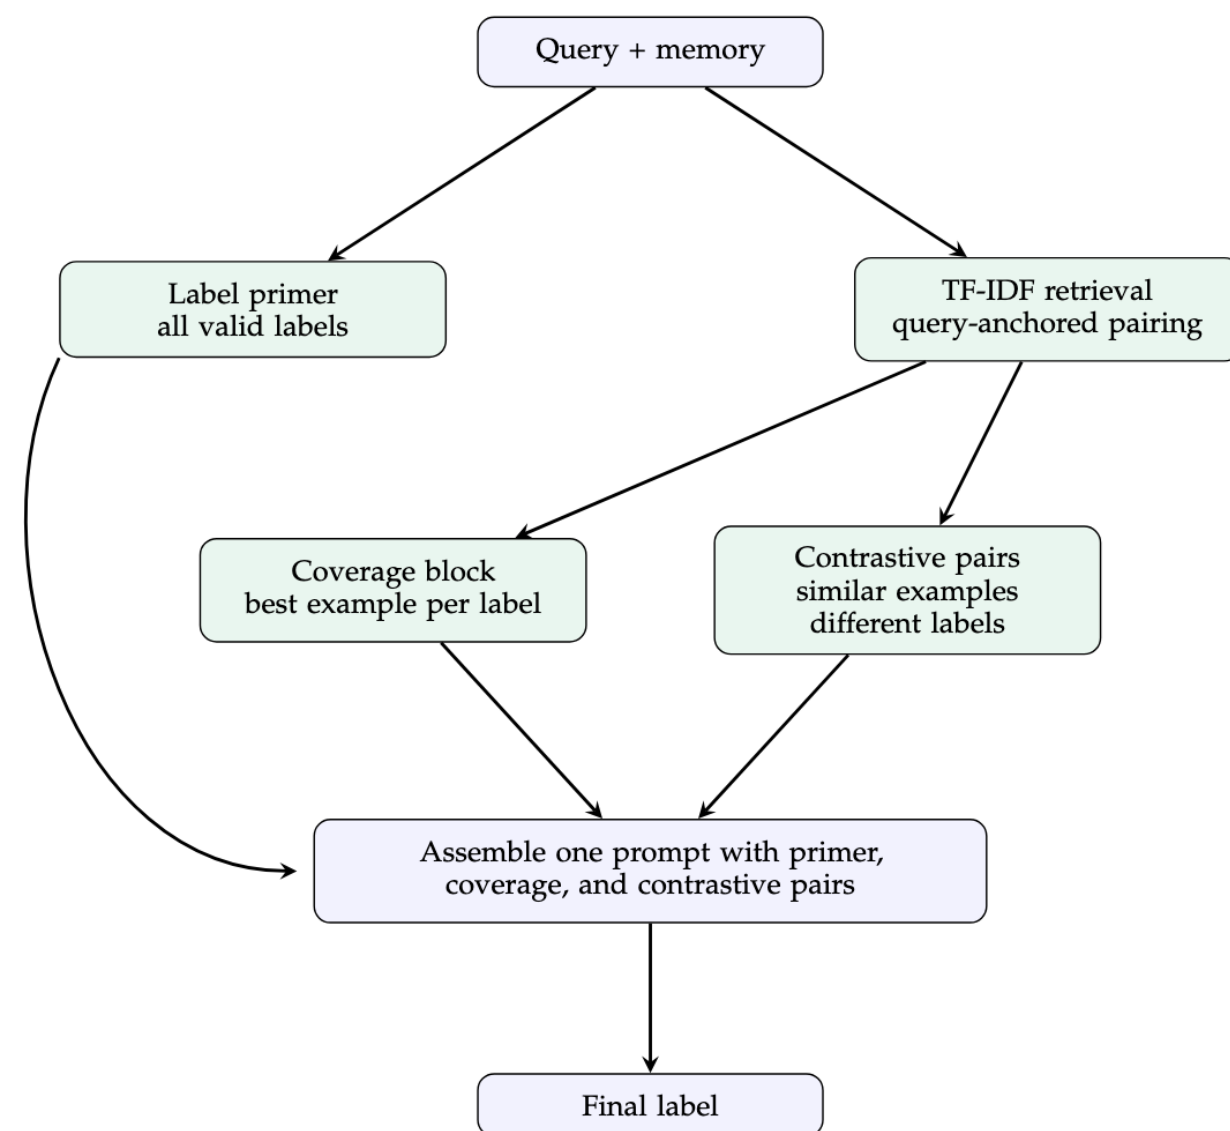 Query + memory
Label primer
all valid labels
TF-IDF retrieval
query-anchored pairing
Coverage block
best example per label
Contrastive pairs
similar examples
different labels
Assemble one prompt with primer,
coverage, and contrastive pairs
Final label